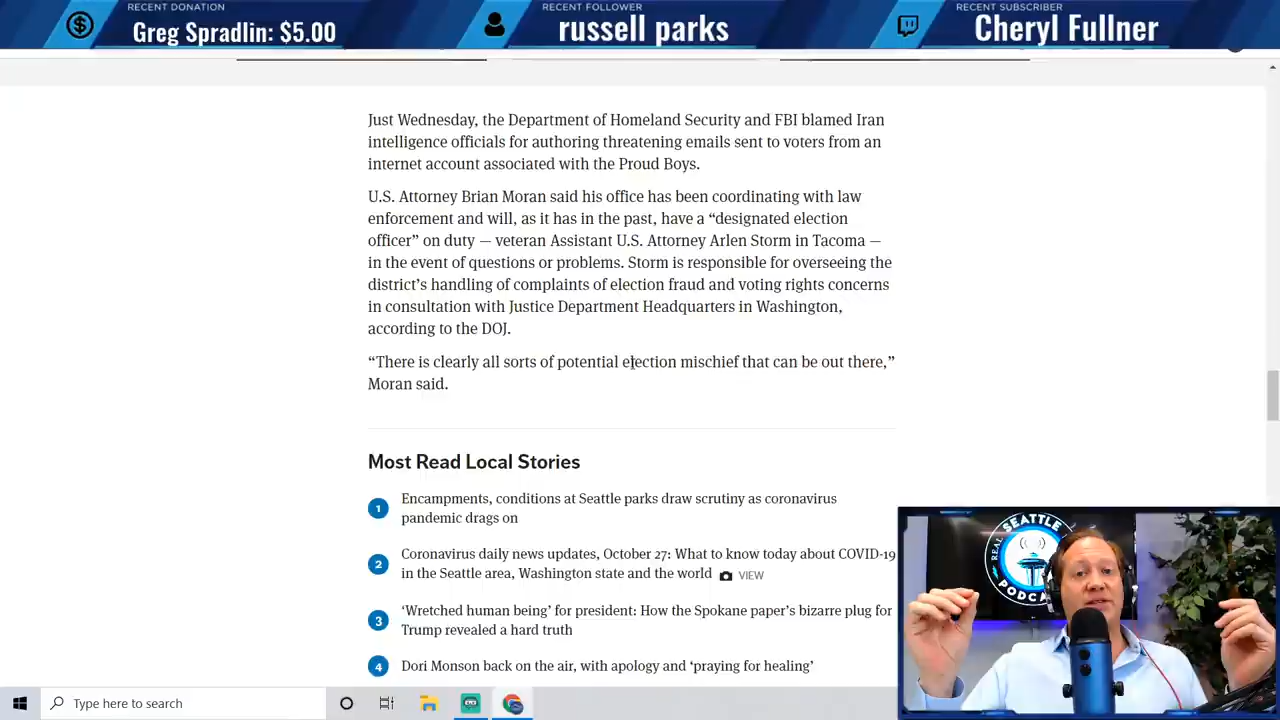 RECENT DONATION
Greg Spradlin: $5.00
RECENT FOLLOWER
russell parks
RECENT SUBSCRIBER
Cheryl Fullner
Just Wednesday, the Department of Homeland Security and FBI blamed Iran
intelligence officials for authoring threatening emails sent to voters from an
internet account associated with the Proud Boys.
U.S. Attorney Brian Moran said his office has been coordinating with law
enforcement and will, as it has in the past, have a “designated election
officer” on duty — veteran Assistant U.S. Attorney Arlen Storm in Tacoma —
in the event of questions or problems. Storm is responsible for overseeing the
district’s handling of complaints of election fraud and voting rights concerns
in consultation with Justice Department Headquarters in Washington,
according to the DOJ.
“There is clearly all sorts of potential election mischief that can be out there,”
Moran said.
Most Read Local Stories
1 Encampments, conditions at Seattle parks draw scrutiny as coronavirus
pandemic drags on
2 Coronavirus daily news updates, October 27: What to know today about COVID-19
in the Seattle area, Washington state and the world VIEW
3 ‘Wretched human being’ for president: How the Spokane paper’s bizarre plug for
Trump revealed a hard truth
4 Dori Monson back on the air, with apology and ‘praying for healing’
REAL SEATTLE
PODC
Type here to search